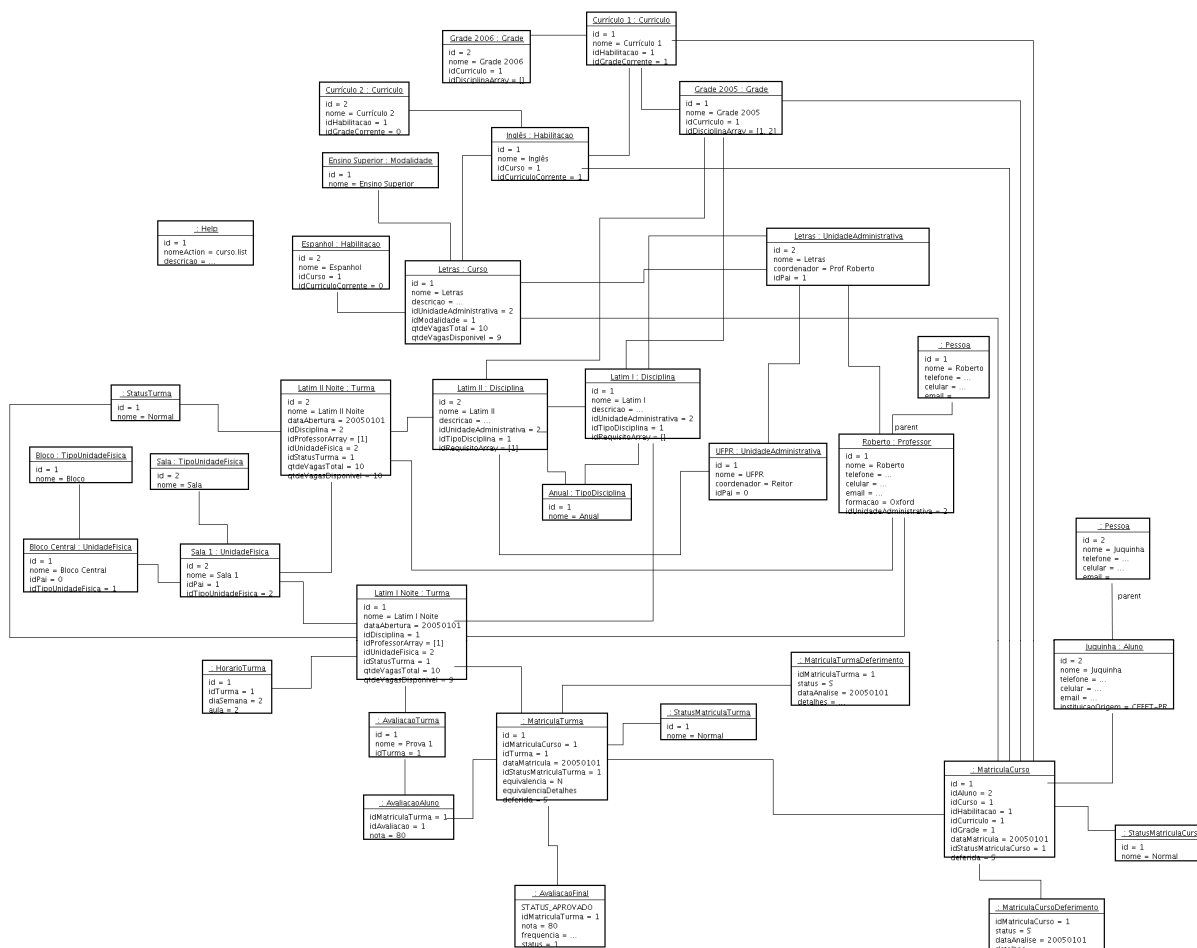 Currículo 1 : Curriculo
id = 1
nome = Currículo 1
idHabilitacao = 1
idGradeCorrente = 1
Grade 2006 : Grade
id = 2
nome = Grade 2006
idCurriculo = 1
idDisciplinaArray = []
Currículo 2 : Curriculo
id = 2
nome = Currículo 2
idHabilitacao = 1
idGradeCorrente = 0
Grade 2005 : Grade
id = 1
nome = Grade 2005
idCurriculo = 1
idDisciplinaArray = [1, 2]
Inglês : Habilitacao
id = 1
nome = Inglês
idCurso = 1
idCurriculoCorrente = 1
Ensino Superior : Modalidade
id = 1
nome = Ensino Superior
: Help
id = 1
nomeAction = curso.list
descricao = ...
Espanhol : Habilitacao
id = 2
nome = Espanhol
idCurso = 1
idCurriculoCorrente = 0
Letras : Curso
id = 1
nome = Letras
descricao = ...
idUnidadeAdministrativa = 2
idModalidade = 1
qtdeVagasTotal = 10
qtdeVagasDisponivel = 9
Letras : UnidadeAdministrativa
id = 2
nome = Letras
coordenador = Prof Roberto
idPai = 1
: Pessoa
id = 1
nome = Roberto
telefone = ...
celular = ...
email = ...
parent
: StatusTurma
id = 1
nome = Normal
Latim II Noite : Turma
id = 2
nome = Latim II Noite
dataAbertura = 20050101
idDisciplina = 2
idProfessorArray = [1]
idUnidadeFisica = 2
idStatusTurma = 1
qtdeVagasTotal = 10
qtdeVagasDisponivel = 10
Latim II : Disciplina
id = 2
nome = Latim II
descricao = ...
idUnidadeAdministrativa = 2
idTipoDisciplina = 1
idRequisitoArray = [1]
Latim I : Disciplina
id = 1
nome = Latim I
descricao = ...
idUnidadeAdministrativa = 2
idTipoDisciplina = 1
idRequisitoArray = []
UFPR : UnidadeAdministrativa
id = 1
nome = UFPR
coordenador = Reitor
idPai = 0
Roberto : Professor
id = 1
nome = Roberto
telefone = ...
celular = ...
email = ...
formacao = Oxford
idUnidadeAdministrativa = 2
Bloco : TipoUnidadeFisica
id = 1
nome = Bloco
Sala : TipoUnidadeFisica
id = 2
nome = Sala
Anual : TipoDisciplina
id = 1
nome = Anual
Bloco Central : UnidadeFisica
id = 1
nome = Bloco Central
idPai = 0
idTipoUnidadeFisica = 1
Sala 1 : UnidadeFisica
id = 2
nome = Sala 1
idPai = 1
idTipoUnidadeFisica = 2
: Pessoa
id = 2
nome = Juquinha
telefone = ...
celular = ...
email = ...
parent
Latim I Noite : Turma
id = 1
nome = Latim I Noite
dataAbertura = 20050101
idDisciplina = 1
idProfessorArray = [1]
idUnidadeFisica = 2
idStatusTurma = 1
qtdeVagasTotal = 10
qtdeVagasDisponivel = 9
: HorarioTurma
id = 1
idTurma = 1
diaSemana = 2
aula = 2
: MatriculaTurmaDeferimento
idMatriculaTurma = 1
status = S
dataAnalise = 20050101
detalhes = ...
Juquinha : Aluno
id = 2
nome = Juquinha
telefone = ...
celular = ...
email = ...
instituicaoOrigem = CEFET-PR
: AvaliacaoTurma
id = 1
nome = Prova 1
idTurma = 1
: MatriculaTurma
id = 1
idMatriculaCurso = 1
idTurma = 1
dataMatricula = 20050101
idStatusMatriculaTurma = 1
equivalencia = N
equivalenciaDetalhes
deferida = S
: StatusMatriculaTurma
id = 1
nome = Normal
: AvaliacaoAluno
idMatriculaTurma = 1
idAvaliacao = 1
nota = 80
: MatriculaCurso
id = 1
idAluno = 2
idCurso = 1
idHabilitacao = 1
idCurriculo = 1
idGrade = 1
dataMatricula = 20050101
idStatusMatriculaCurso = 1
deferida = S
: StatusMatriculaCurso
id = 1
nome = Normal
: AvaliacaoFinal
STATUS_APROVADO
idMatriculaTurma = 1
nota = 80
frequencia = ...
status = 1
: MatriculaCursoDeferimento
idMatriculaCurso = 1
status = S
dataAnalise = 20050101